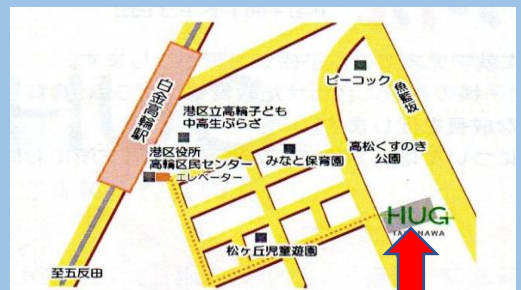 白金高輪駅
港区立高輪子ども
中高生ぷらざ
港区役所
高輪区民センター
エレベーター
ピーコック
魚籃坂
みなと保育園
高松くすのき
公園
HUG
松ヶ丘児童遊園
至五反田